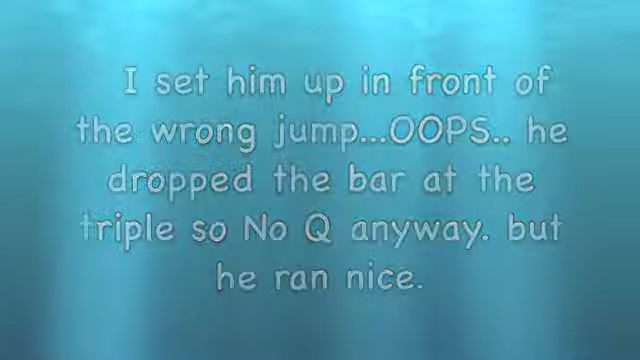 I set him up in front of
the wrong jump...OOPS.. he
dropped the bar at the
triple so No Q anyway. but
he ran nice.